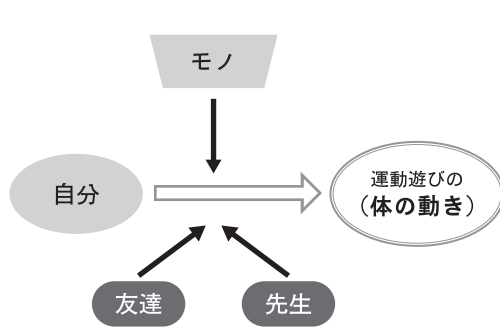 モノ
自分
運動遊びの
（体の動き）
友達
先生